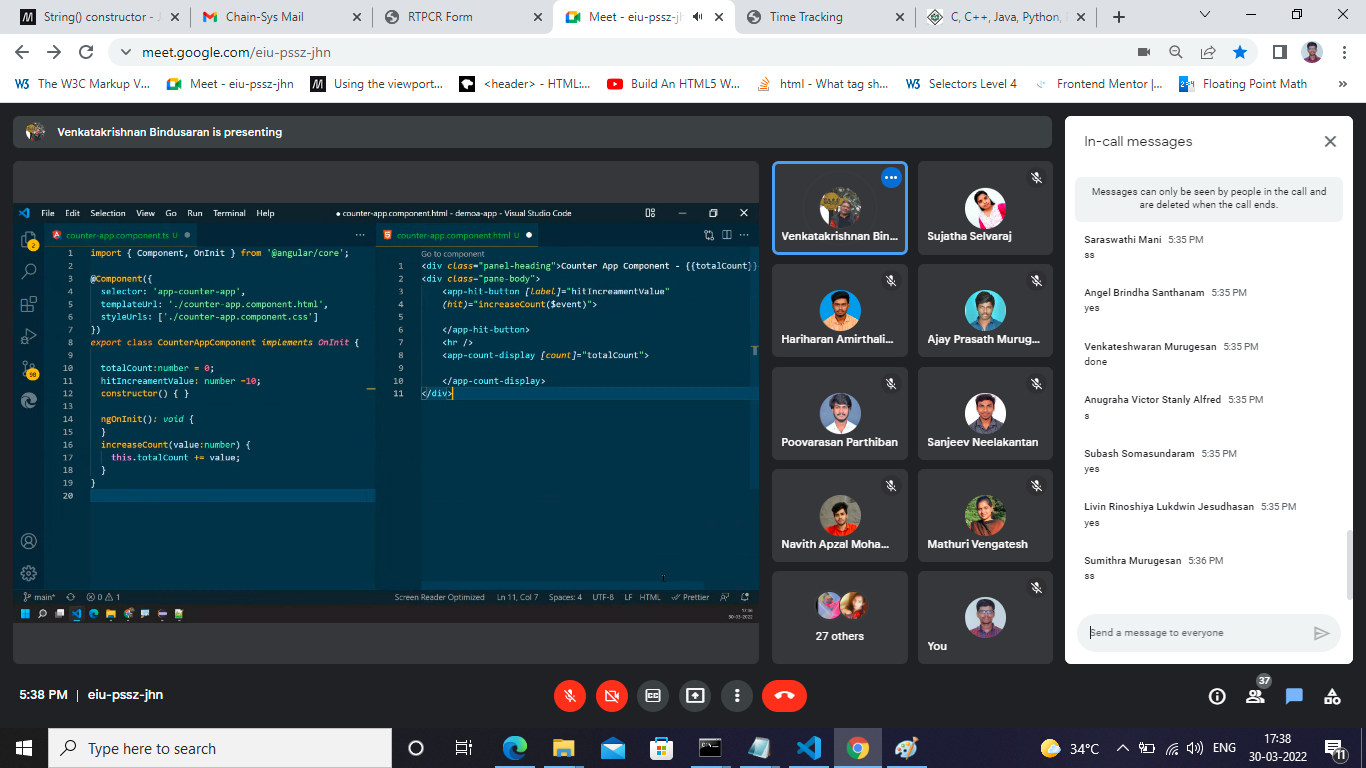 String() constructor - J
Chain-Sys Mail
RTPCR Form
Meet - eiu-pssz-jh
Time Tracking
C, C++, Java, Python,
meet.google.com/eiu-pssz-jhn
The W3C Markup V...
Meet - eiu-pssz-jhn
Using the viewport...
<header> - HTML:...
Build An HTML5 W...
html - What tag sh...
Selectors Level 4
Frontend Mentor |...
Floating Point Math
»
Venkatakrishnan Bindusaran is presenting
File Edit Selection View Go Run Terminal Help
● counter-app.component.html - demoa-app - Visual Studio Code
counter-app.component.ts U ●
counter-app.component.html U ●
1 import { Component, OnInit } from '@angular/core';
2
3 @Component({
4 selector: 'app-counter-app',
5 templateUrl: './counter-app.component.html',
6 styleUrls: ['./counter-app.component.css']
7 })
8 export class CounterAppComponent implements OnInit {
9
10 totalCount:number = 0;
11 hitIncreamentValue: number =10;
12 constructor() { }
13
14 ngOnInit(): void {
15 }
16 increaseCount(value:number) {
17 this.totalCount += value;
18 }
19 }
20
Go to component
1 <div class="panel-heading">Counter App Component - {{totalCount}}
2 <div class="pane-body">
3 <app-hit-button [Label]="hitIncreamentValue"
4 (hit)="increaseCount($event)">
5
6 </app-hit-button>
7 <hr />
8 <app-count-display [count]="totalCount">
9
10 </app-count-display>
11 </div>
2
98
main* 0 1
Screen Reader Optimized Ln 11, Col 7 Spaces: 4 UTF-8 LF HTML Prettier
17:38
30-03-2022
Venkatakrishnan Bin...
Sujatha Selvaraj
Hariharan Amirthali...
Ajay Prasath Murug...
Poovarasan Parthiban
Sanjeev Neelakantan
Navith Apzal Moha...
Mathuri Vengatesh
27 others
You
In-call messages
Messages can only be seen by people in the call and
are deleted when the call ends.
Saraswathi Mani 5:35 PM
ss
Angel Brindha Santhanam 5:35 PM
yes
Venkateshwaran Murugesan 5:35 PM
done
Anugraha Victor Stanly Alfred 5:35 PM
s
Subash Somasundaram 5:35 PM
yes
Livin Rinoshiya Lukdwin Jesudhasan 5:35 PM
yes
Sumithra Murugesan 5:36 PM
ss
Send a message to everyone
5:38 PM | eiu-pssz-jhn
37
Type here to search
34°C
ENG
17:38
30-03-2022
11